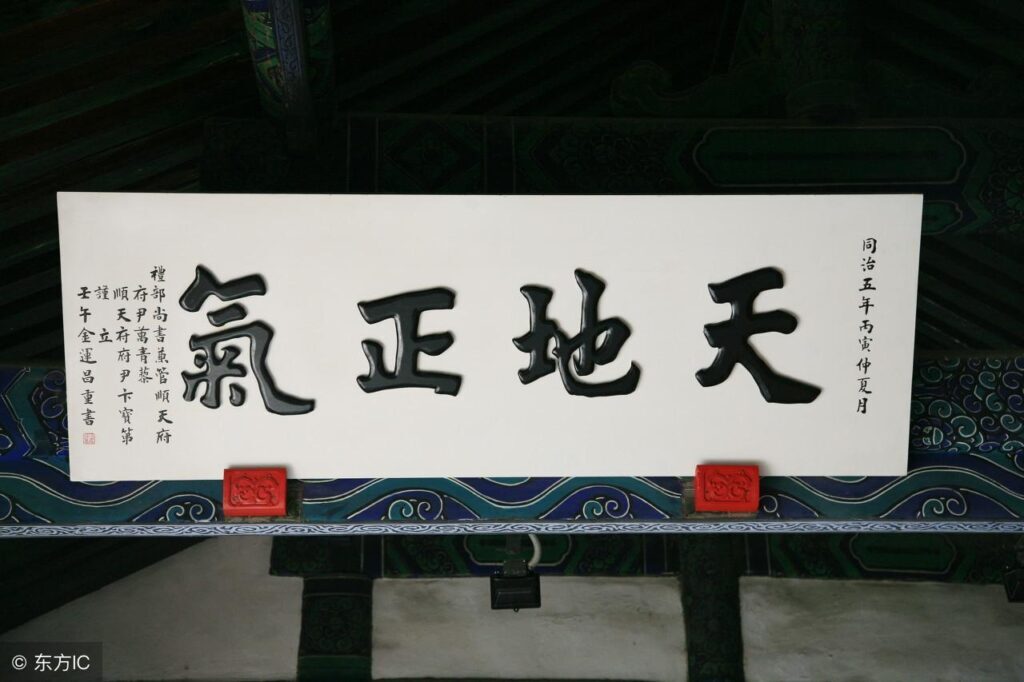 同治五年丙寅仲夏月
天地正氣
禮部尚書兼管順天府
府尹萬青藜
順天府府尹卞寶第
謹立
壬午金運昌重書
© 东方IC